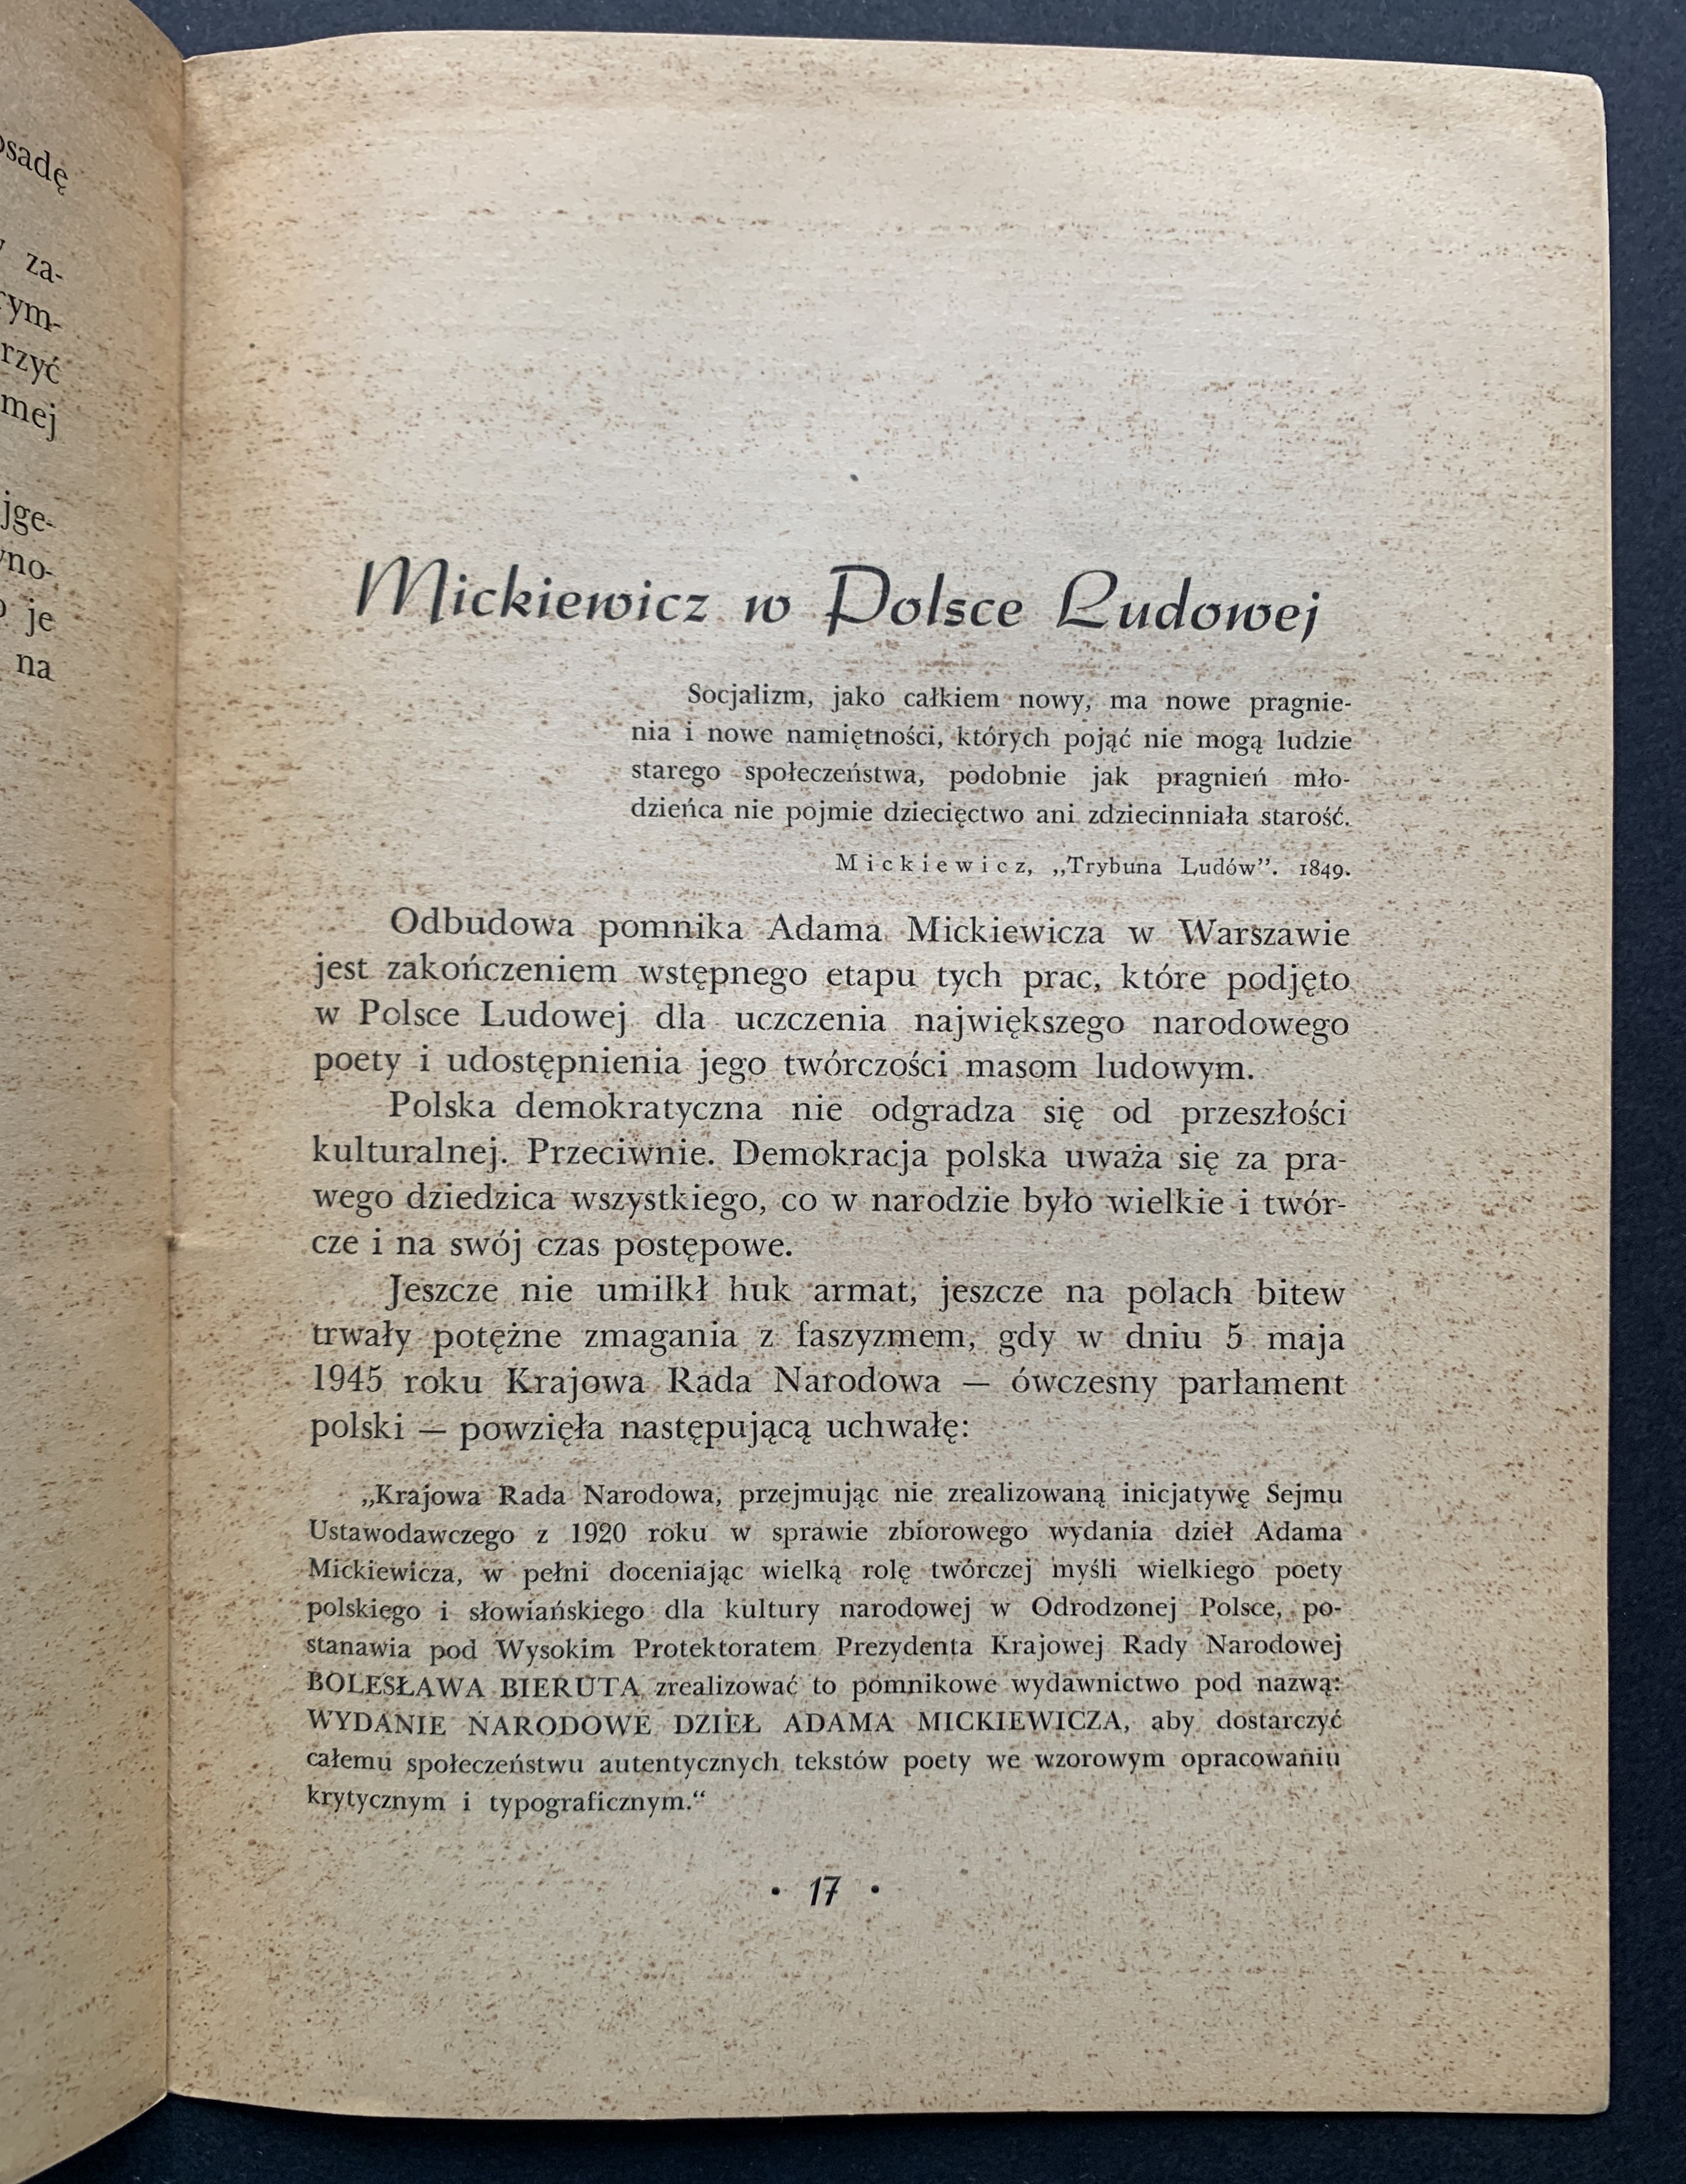 osadę
za-
rzyć
mej
je
na
Mickiewicz w Polsce Ludowej
Socjalizm, jako całkiem nowy, ma nowe pragnie-
nia i nowe namiętności, których pojąć nie mogą ludzie
starego społeczeństwa, podobnie jak pragnień mło-
dzieńca nie pojmie dziecięctwo ani zdziecinniała starość.
Mickiewicz, „Trybuna Ludów”. 1849.
Odbudowa pomnika Adama Mickiewicza w Warszawie
jest zakończeniem wstępnego etapu tych prac, które podjęto
w Polsce Ludowej dla uczczenia największego narodowego
poety i udostępnienia jego twórczości masom ludowym.
Polska demokratyczna nie odgradza się od przeszłości
kulturalnej. Przeciwnie. Demokracja polska uważa się za pra-
wego dziedzica wszystkiego, co w narodzie było wielkie i twór-
cze i na swój czas postępowe.
Jeszcze nie umilkł huk armat, jeszcze na polach bitew
trwały potężne zmagania z faszyzmem, gdy w dniu 5 maja
1945 roku Krajowa Rada Narodowa — ówczesny parlament
polski — powzięła następującą uchwałę:
„Krajowa Rada Narodowa, przejmując nie zrealizowaną inicjatywę Sejmu
Ustawodawczego z 1920 roku w sprawie zbiorowego wydania dzieł Adama
Mickiewicza, w pełni doceniając wielką rolę twórczej myśli wielkiego poety
polskiego i słowiańskiego dla kultury narodowej w Odrodzonej Polsce, po-
stanawia pod Wysokim Protektoratem Prezydenta Krajowej Rady Narodowej
BOLESŁAWA BIERUTA zrealizować to pomnikowe wydawnictwo pod nazwą:
WYDANIE NARODOWE DZIEŁ ADAMA MICKIEWICZA, aby dostarczyć
całemu społeczeństwu autentycznych tekstów poety we wzorowym opracowaniu
krytycznym i typograficznym.“
• 17 •